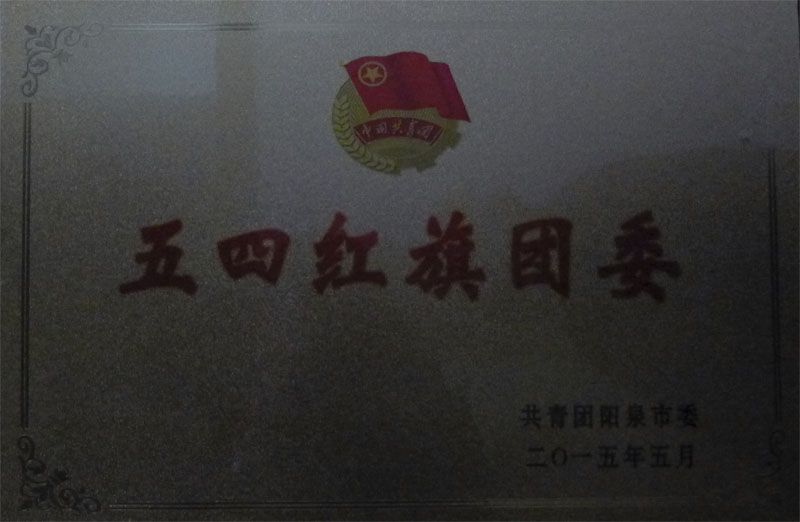 中国共青团
五四红旗团委
共青团阳泉市委
二〇一五年五月